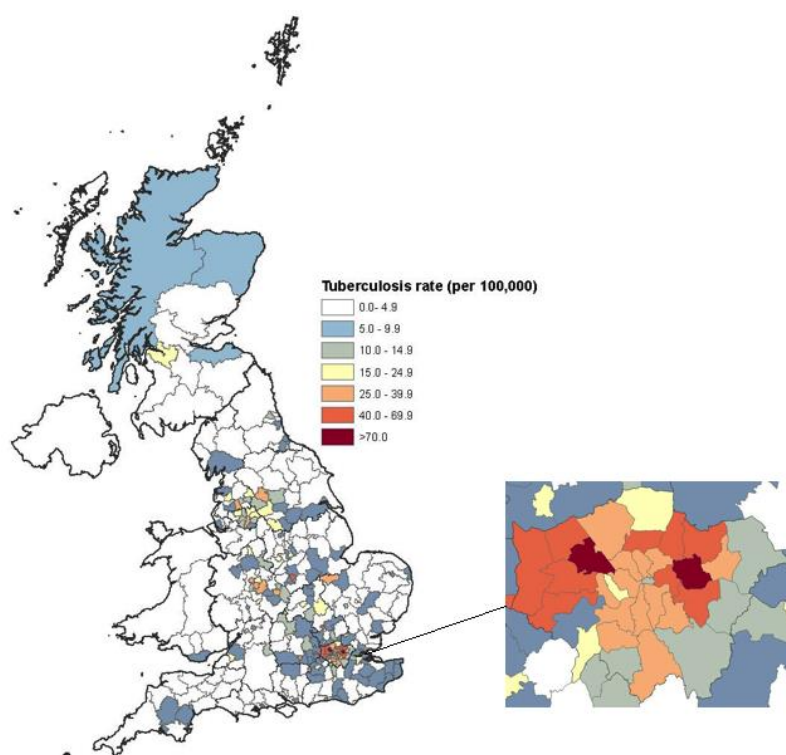 Tuberculosis rate (per 100,000)
0.0- 4.9
5.0 - 9.9
10.0 - 14.9
15.0 - 24.9
25.0 - 39.9
40.0 - 69.9
>70.0